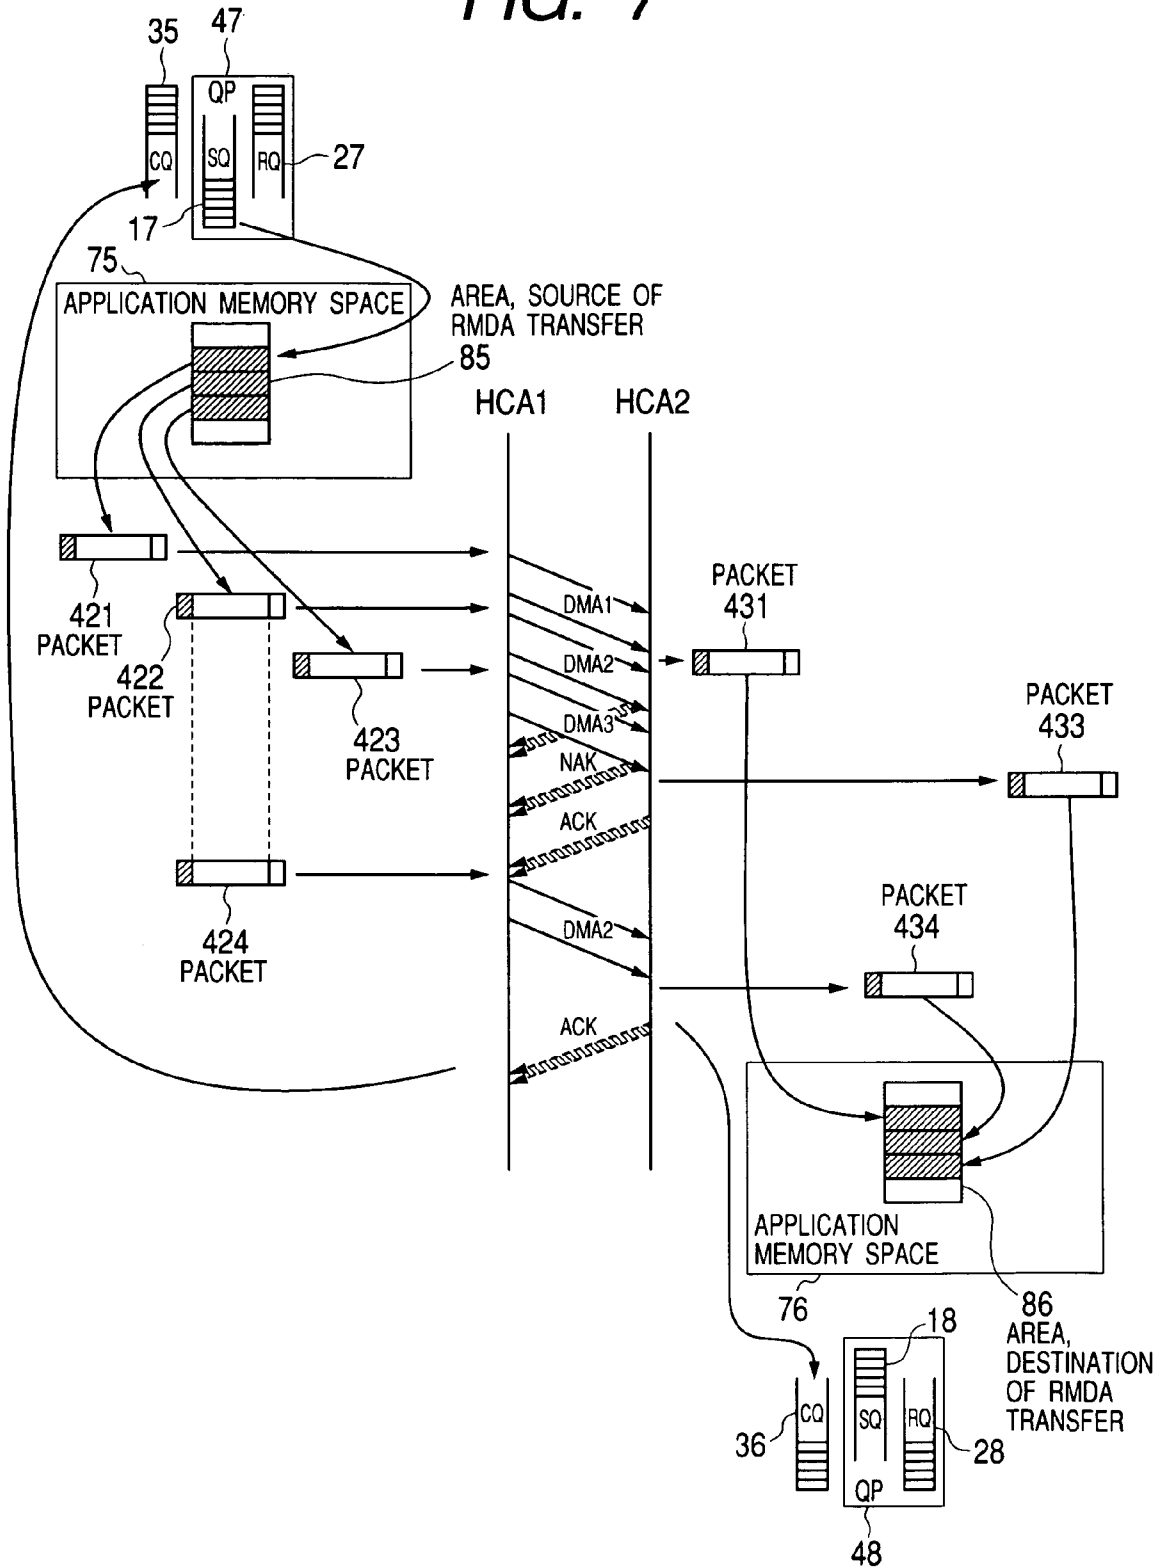 FIG. 7
47
35
QP
CQ
SQ
RQ
27
17
75
APPLICATION MEMORY SPACE
AREA, SOURCE OF
RMDA TRANSFER
85
HCA1
HCA2
421
PACKET
422
PACKET
423
PACKET
424
PACKET
DMA1
DMA2
DMA3
NAK
ACK
DMA2
ACK
PACKET
431
PACKET
433
PACKET
434
APPLICATION
MEMORY SPACE
76
86
AREA,
DESTINATION
OF RMDA
TRANSFER
18
CQ
SQ
RQ
36
28
QP
48